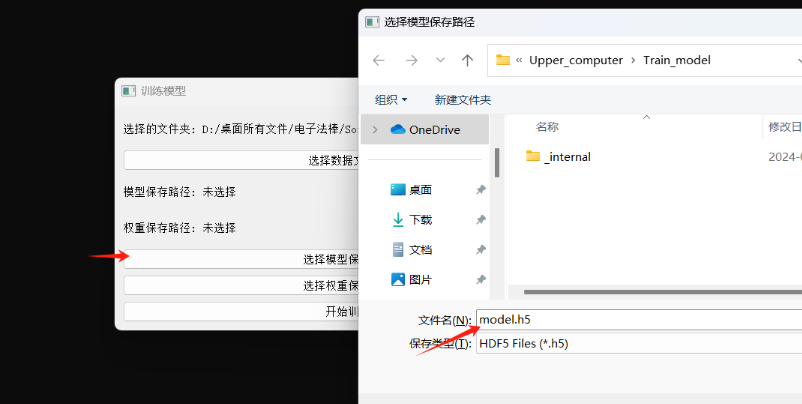 选择模型保存路径
« Upper_computer › Train_model
组织 新建文件夹
OneDrive
桌面
下载
文档
图片
名称 修改日
_internal 2024-
文件名(N): model.h5
保存类型(T): HDF5 Files (*.h5)
训练模型
选择的文件夹: D:/桌面所有文件/电子法棒/So
选择数据文
模型保存路径: 未选择
权重保存路径: 未选择
选择模型保
选择权重保
开始训